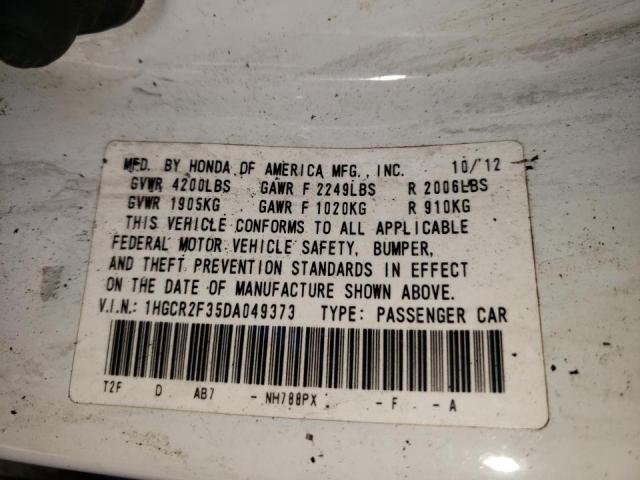 MFD. BY HONDA OF AMERICA MFG., INC. 10/'12
GVWR 4200LBS GAWR F 2249LBS R 2006LBS
GVWR 1905KG GAWR F 1020KG R 910KG
THIS VEHICLE CONFORMS TO ALL APPLICABLE
FEDERAL MOTOR VEHICLE SAFETY, BUMPER,
AND THEFT PREVENTION STANDARDS IN EFFECT
ON THE DATE OF MANUFACTURE SHOWN ABOVE.
V.I.N.: 1HGCR2F35DA049373 TYPE: PASSENGER CAR
T2F D AB7 - NH788PX - F - A